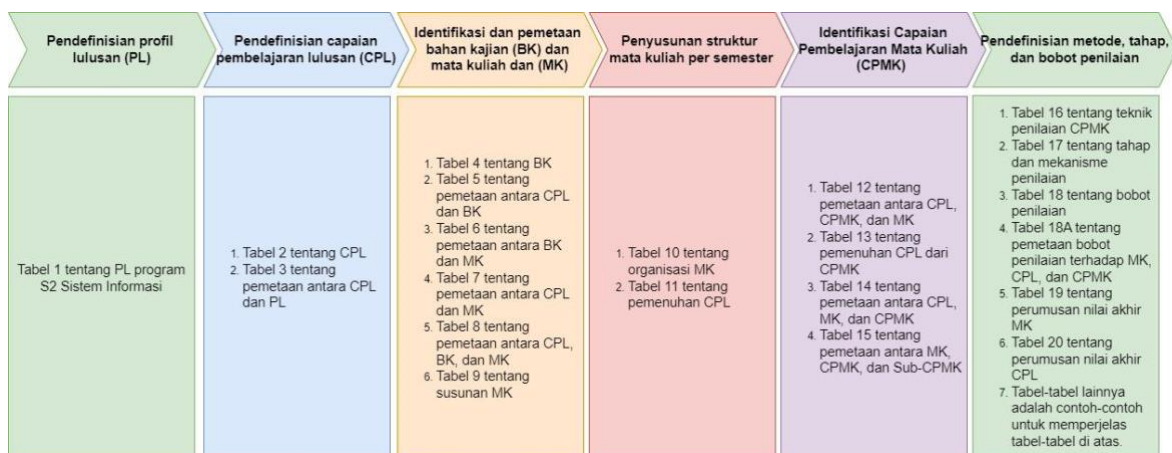 Pendefinisian profil
lulusan (PL)
Pendefinisian capaian
pembelajaran lulusan (CPL)
Identifikasi dan pemetaan
bahan kajian (BK) dan
mata kuliah dan (MK)
Penyusunan struktur
mata kuliah per semester
Identifikasi Capaian
Pembelajaran Mata Kuliah
(CPMK)
Pendefinisian metode, tahap,
dan bobot penilaian
Tabel 1 tentang PL program
S2 Sistem Informasi
1. Tabel 2 tentang CPL
2. Tabel 3 tentang
pemetaan antara CPL
dan PL
1. Tabel 4 tentang BK
2. Tabel 5 tentang
pemetaan antara CPL
dan BK
3. Tabel 6 tentang
pemetaan antara BK
dan MK
4. Tabel 7 tentang
pemetaan antara CPL
dan MK
5. Tabel 8 tentang
pemetaan antara CPL,
BK, dan MK
6. Tabel 9 tentang
susunan MK
1. Tabel 10 tentang
organisasi MK
2. Tabel 11 tentang
pemenuhan CPL
1. Tabel 12 tentang
pemetaan antara CPL,
CPMK, dan MK
2. Tabel 13 tentang
pemenuhan CPL dari
CPMK
3. Tabel 14 tentang
pemetaan antara CPL,
MK, dan CPMK
4. Tabel 15 tentang
pemetaan antara MK,
CPMK, dan Sub-CPMK
1. Tabel 16 tentang teknik
penilaian CPMK
2. Tabel 17 tentang tahap
dan mekanisme
penilaian
3. Tabel 18 tentang bobot
penilaian
4. Tabel 18A tentang
pemetaan bobot
penilaian terhadap MK,
CPL, dan CPMK
5. Tabel 19 tentang
perumusan nilai akhir
MK
6. Tabel 20 tentang
perumusan nilai akhir
CPL
7. Tabel-tabel lainnya
adalah contoh-contoh
untuk memperjelas
tabel-tabel di atas.